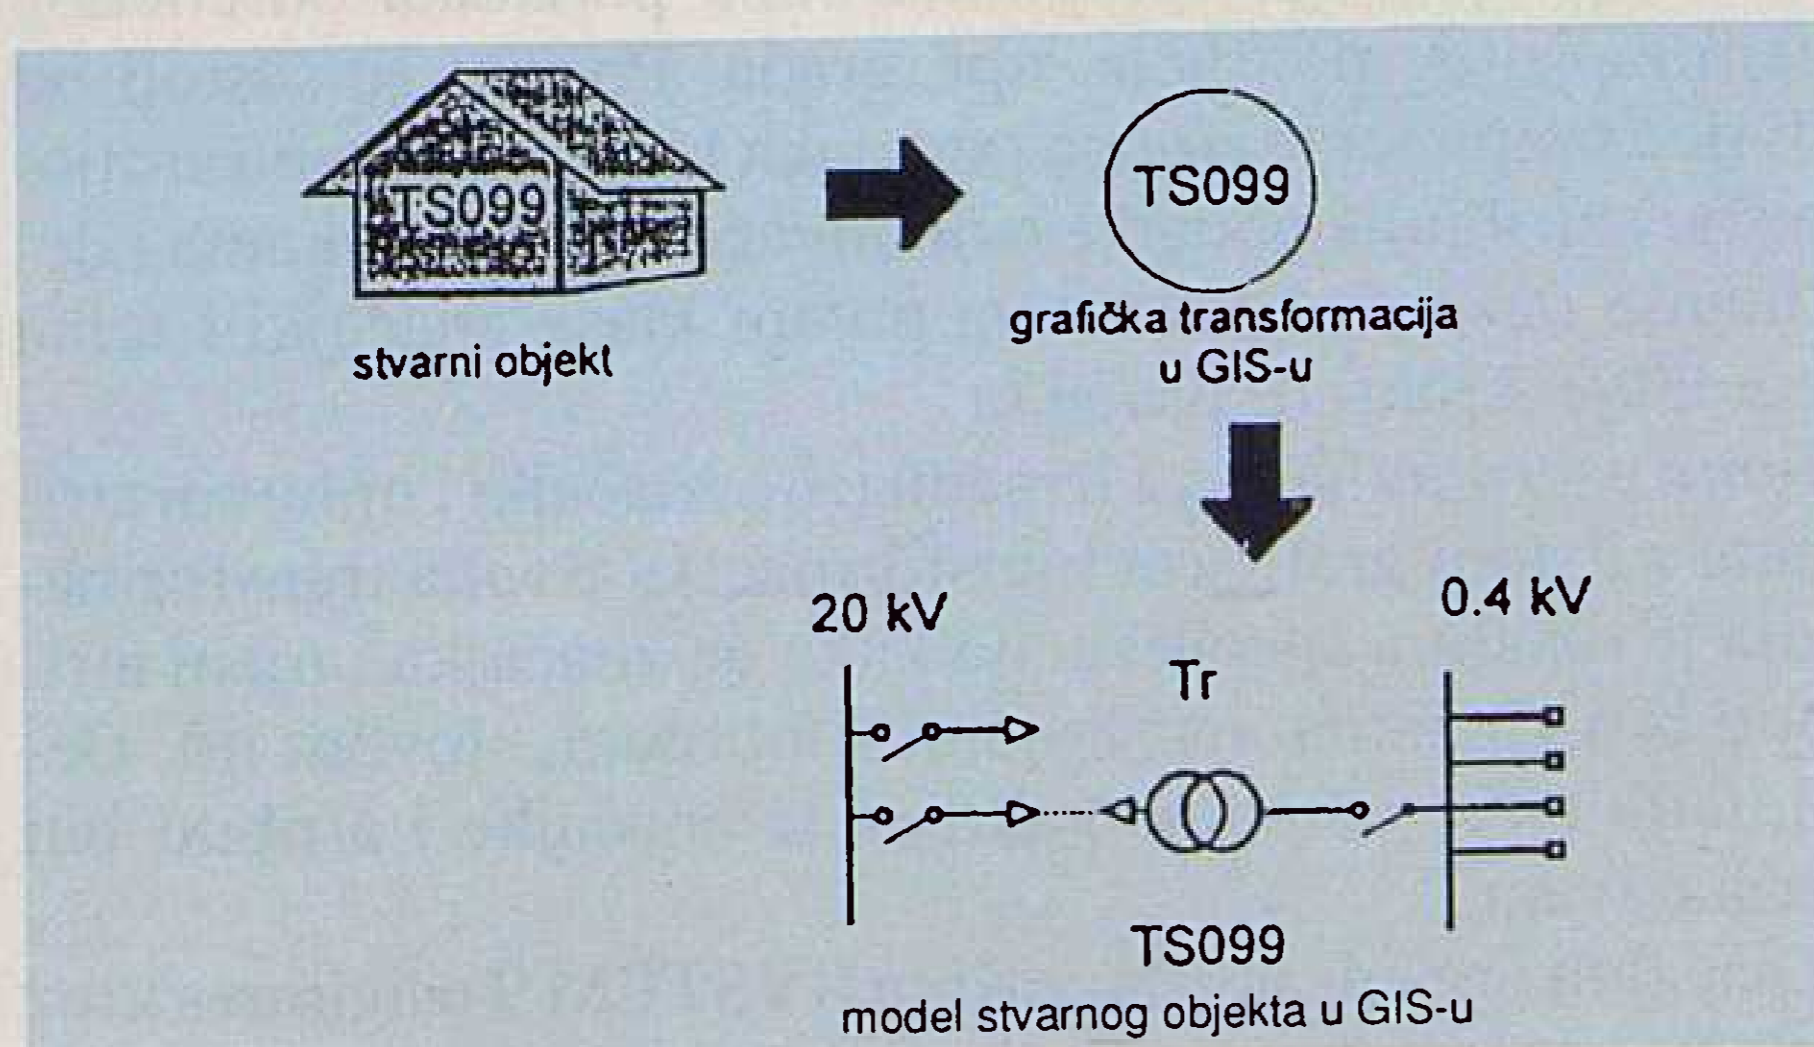 TS099
stvarni objekt
TS099
grafička transformacija
u GIS-u
20 kV
0.4 kV
Tr
TS099
model stvarnog objekta u GIS-u